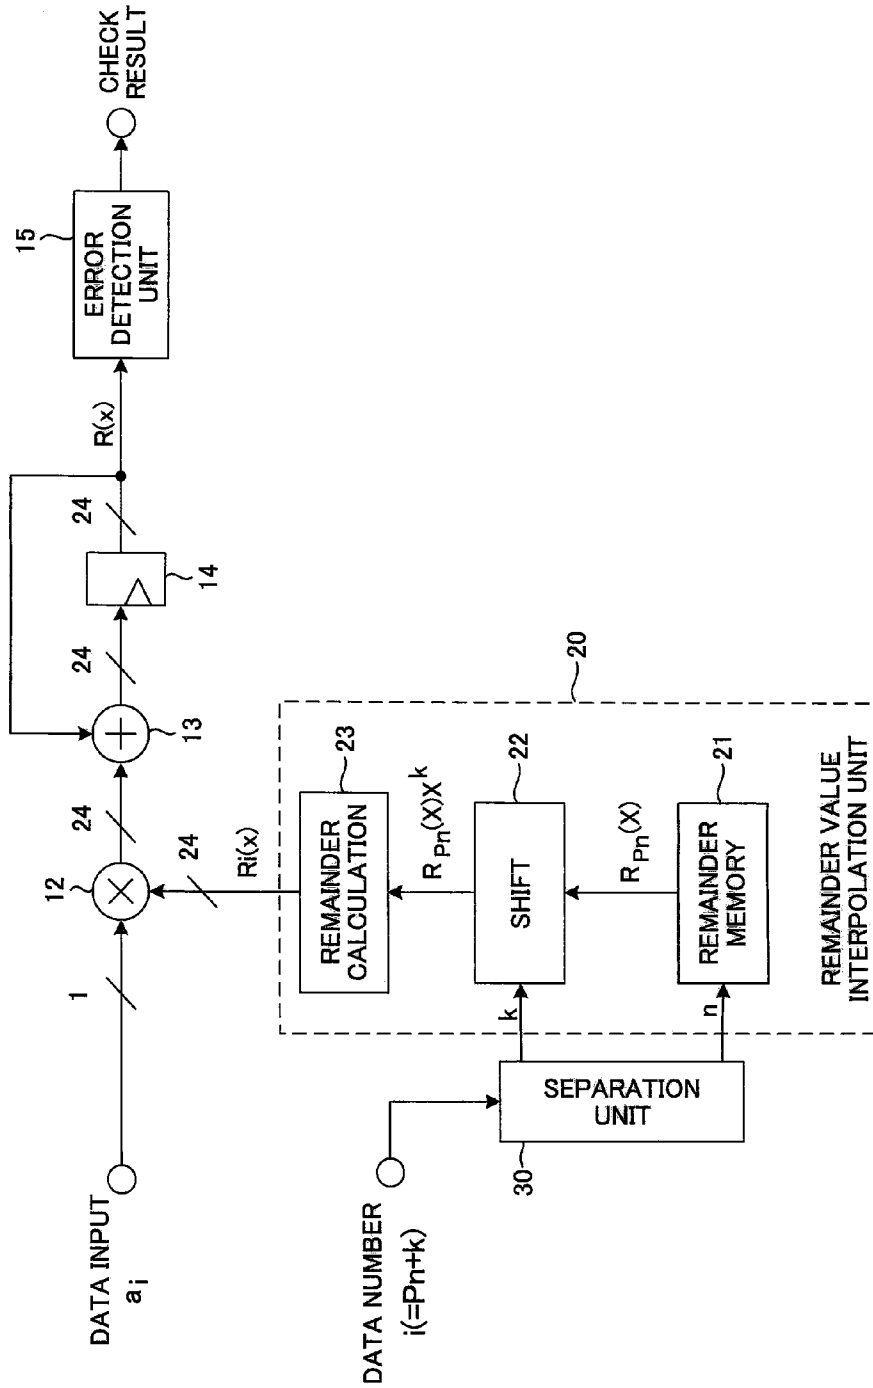 DATA INPUT
a i
1
12
24
13
24
14
24
R(x)
15
ERROR
DETECTION
UNIT
CHECK
RESULT
DATA NUMBER
i(=Pn+k)
30
SEPARATION
UNIT
k
n
20
Ri(x)
24
REMAINDER
CALCULATION
23
R Pn (X)X k
SHIFT
22
R Pn (X)
REMAINDER
MEMORY
21
REMAINDER VALUE
INTERPOLATION UNIT